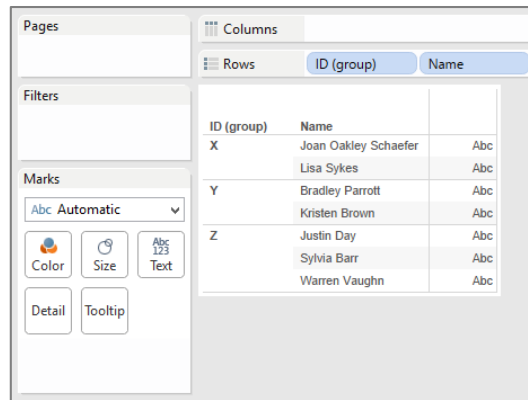 Pages
Columns
Rows ID (group) Name
Filters
ID (group) Name
X Joan Oakley Schaefer Abc
Lisa Sykes Abc
Y Bradley Parrott Abc
Kristen Brown Abc
Z Justin Day Abc
Sylvia Barr Abc
Warren Vaughn Abc
Marks
Abc Automatic
Abc
123
Color Size Text
Detail Tooltip